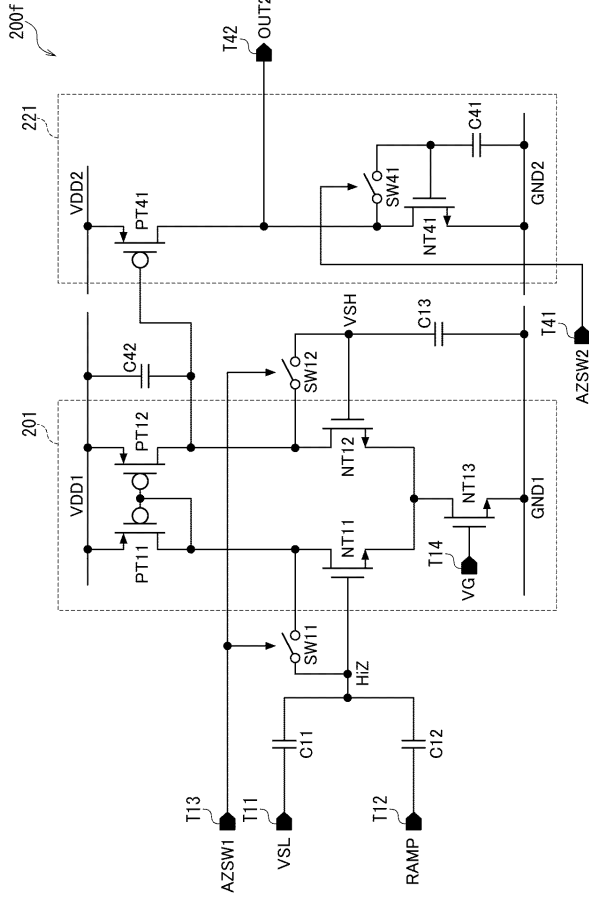 200f
201
221
VDD1
VDD2
PT11
PT12
C42
PT41
T42
OUT2
T13
AZSW1
SW11
SW12
SW41
T11
VSL
C11
HiZ
NT11
NT12
VSH
C13
NT41
C41
T12
RAMP
C12
T14
VG
NT13
GND1
GND2
T41
AZSW2